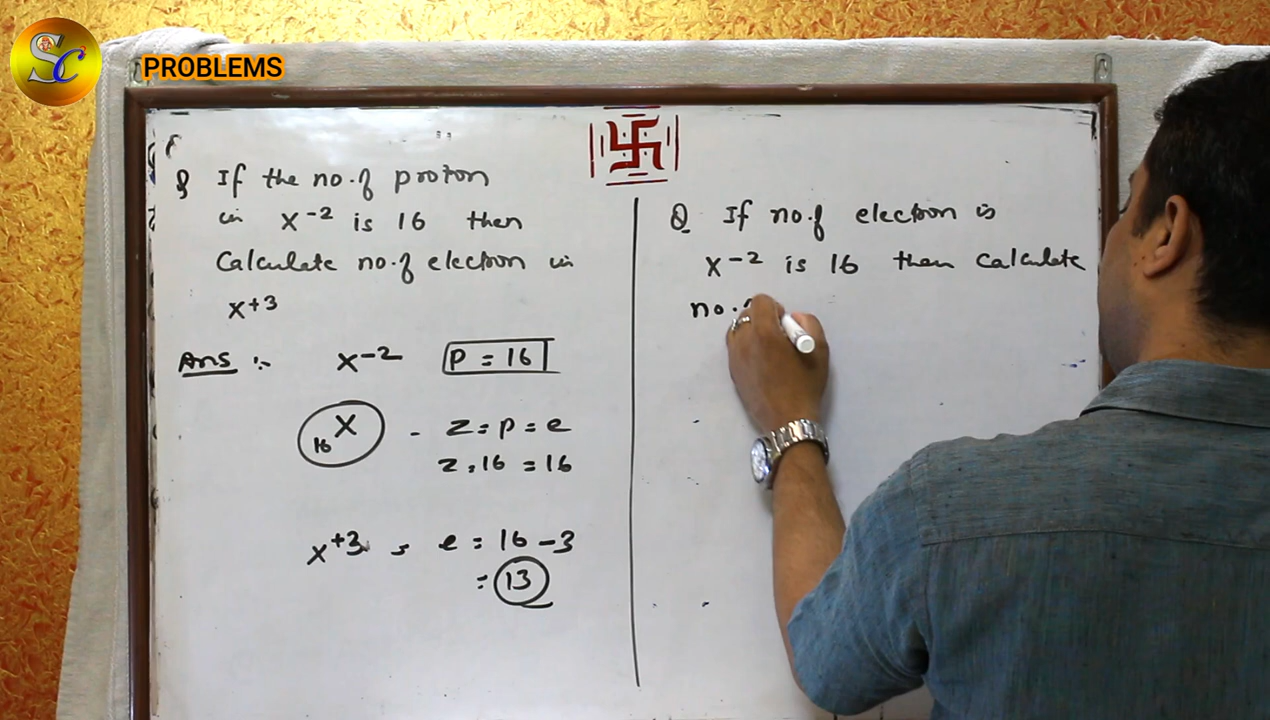 SC
PROBLEMS
Q If the no. of proton
in X⁻² is 16 then
Calculate no. of electron in
X⁺³
Ans :- X⁻² P = 16
₁₆X - Z = P = e
Z = 16 = 16
X⁺³ , e = 16 - 3
= 13
Q If no. of electron is
X⁻² is 16 then calculate
no.